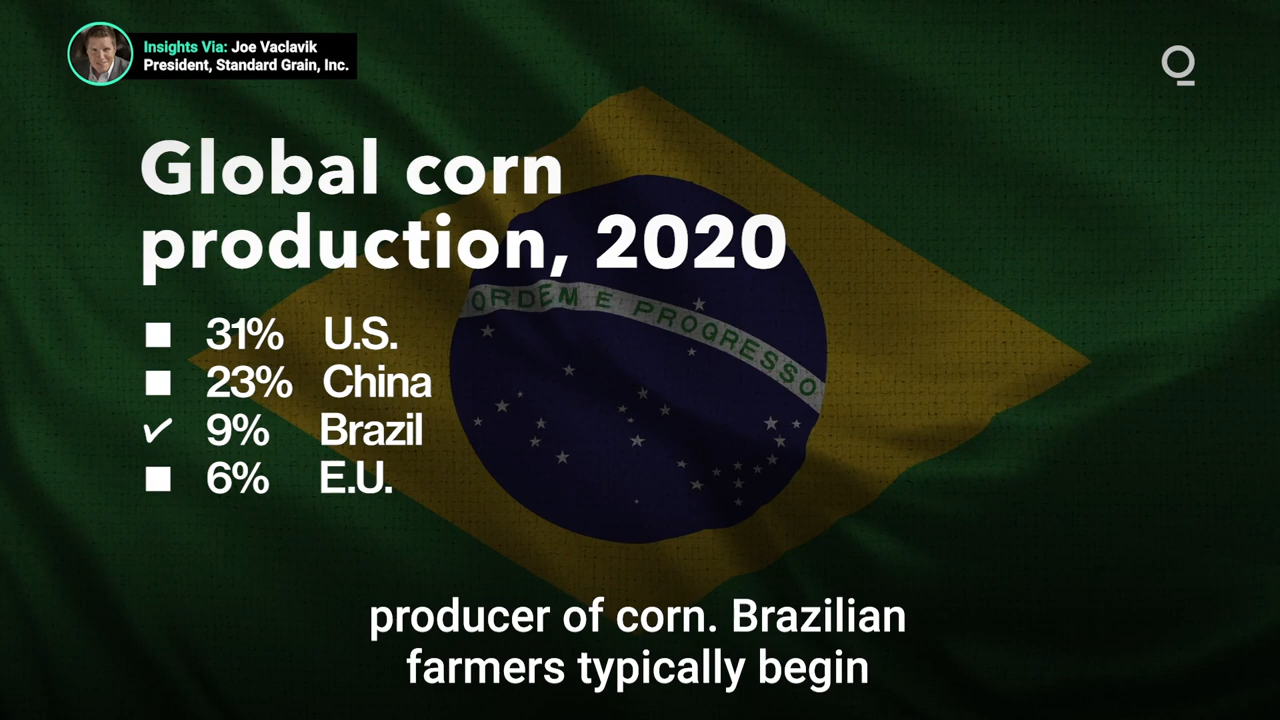 Insights Via: Joe Vaclavik
President, Standard Grain, Inc.
Global corn
production, 2020
31% U.S.
23% China
9% Brazil
6% E.U.
ORDEM E PROGRESSO
producer of corn. Brazilian
farmers typically begin